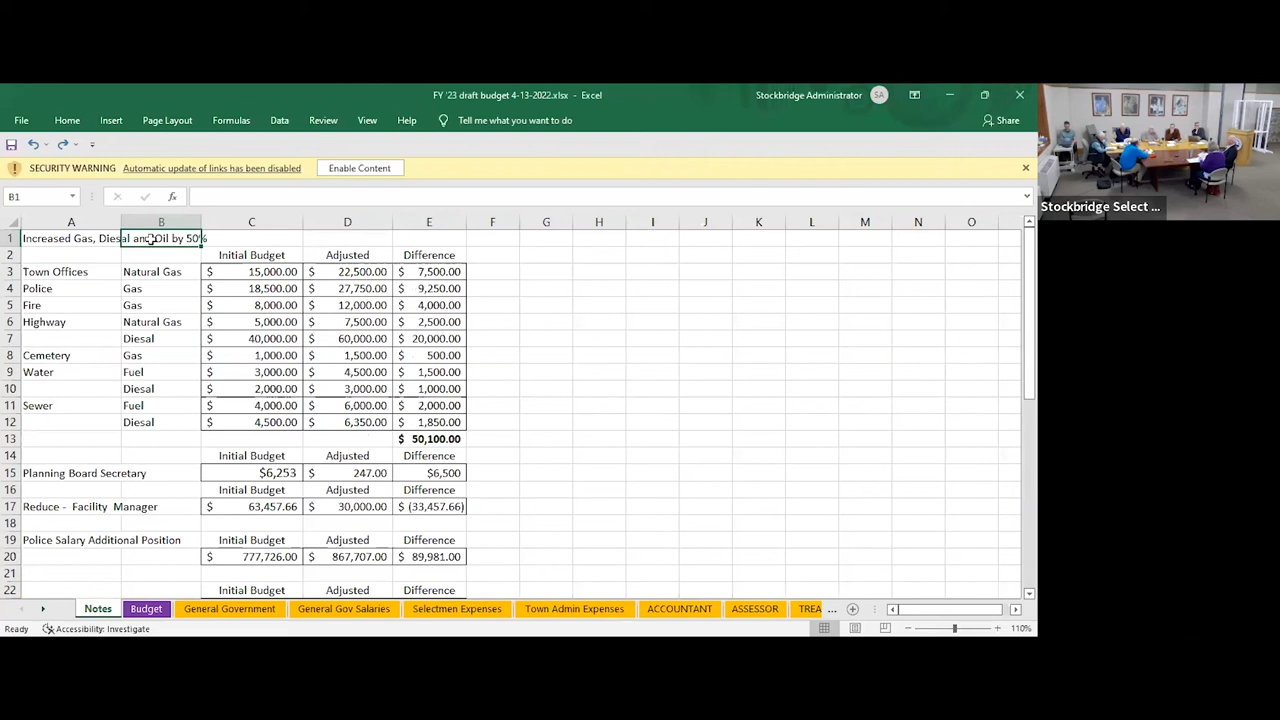 FY '23 draft budget 4-13-2022.xlsx - Excel
Stockbridge Administrator SA
File Home Insert Page Layout Formulas Data Review View Help Tell me what you want to do Share
SECURITY WARNING Automatic update of links has been disabled Enable Content
B1 fx
Stockbridge Select ...
A B C D E F G H I J K L M N O
1 Increased Gas, Diesal and Oil by 50%
2 Initial Budget Adjusted Difference
3 Town Offices Natural Gas $ 15,000.00 $ 22,500.00 $ 7,500.00
4 Police Gas $ 18,500.00 $ 27,750.00 $ 9,250.00
5 Fire Gas $ 8,000.00 $ 12,000.00 $ 4,000.00
6 Highway Natural Gas $ 5,000.00 $ 7,500.00 $ 2,500.00
7 Diesal $ 40,000.00 $ 60,000.00 $ 20,000.00
8 Cemetery Gas $ 1,000.00 $ 1,500.00 $ 500.00
9 Water Fuel $ 3,000.00 $ 4,500.00 $ 1,500.00
10 Diesal $ 2,000.00 $ 3,000.00 $ 1,000.00
11 Sewer Fuel $ 4,000.00 $ 6,000.00 $ 2,000.00
12 Diesal $ 4,500.00 $ 6,350.00 $ 1,850.00
13 $ 50,100.00
14 Initial Budget Adjusted Difference
15 Planning Board Secretary $6,253 $ 247.00 $6,500
16 Initial Budget Adjusted Difference
17 Reduce - Facility Manager $ 63,457.66 $ 30,000.00 $ (33,457.66)
18
19 Police Salary Additional Position Initial Budget Adjusted Difference
20 $ 777,726.00 $ 867,707.00 $ 89,981.00
21
22 Initial Budget Adjusted Difference
Notes Budget General Government General Gov Salaries Selectmen Expenses Town Admin Expenses ACCOUNTANT ASSESSOR TREA ...
Ready Accessibility: Investigate 110%